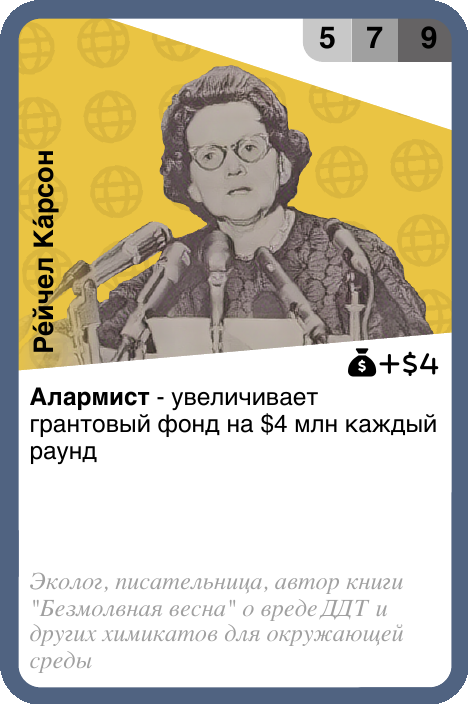 5 7 9
Ре́йчел Ка́рсон
+$4
Алармист - увеличивает
грантовый фонд на $4 млн каждый
раунд
Эколог, писательница, автор книги
"Безмолвная весна" о вреде ДДТ и
других химикатов для окружающей
среды